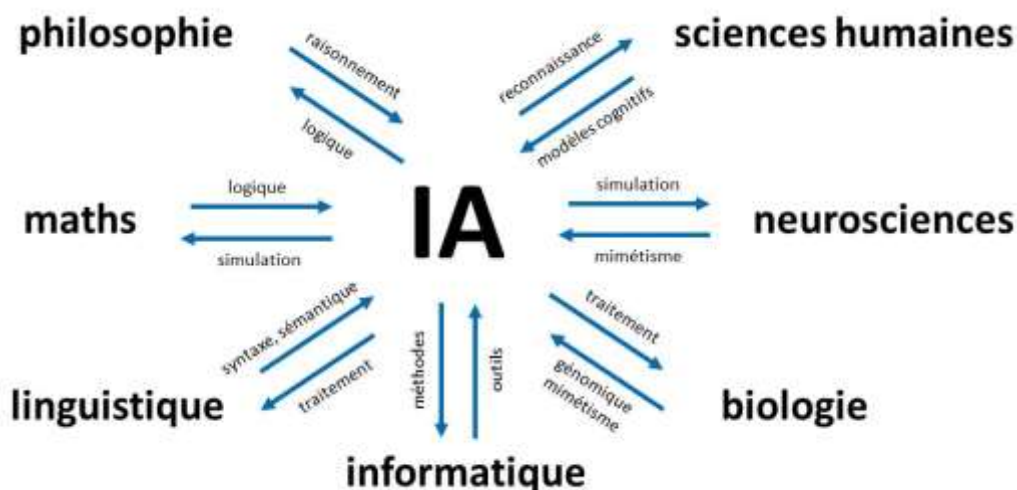 philosophie
sciences humaines
raisonnement
logique
reconnaissance
modèles cognitifs
maths
logique
simulation
IA
simulation
mimétisme
neurosciences
linguistique
syntaxe, sémantique
traitement
méthodes
outils
traitement
génomique
mimétisme
biologie
informatique